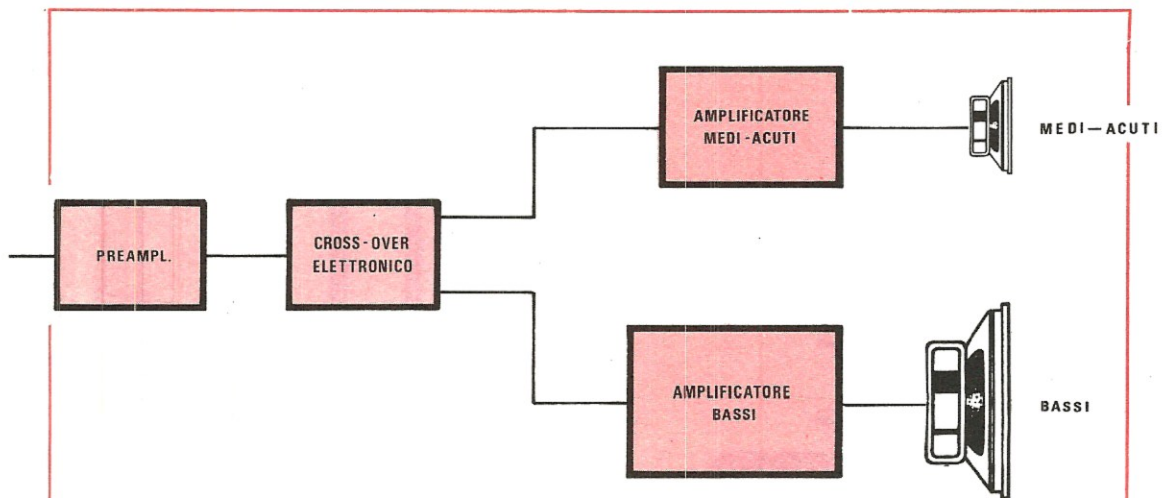 AMPLIFICATORE
MEDI-ACUTI
MEDI—ACUTI
PREAMPL.
CROSS-OVER
ELETTRONICO
AMPLIFICATORE
BASSI
BASSI